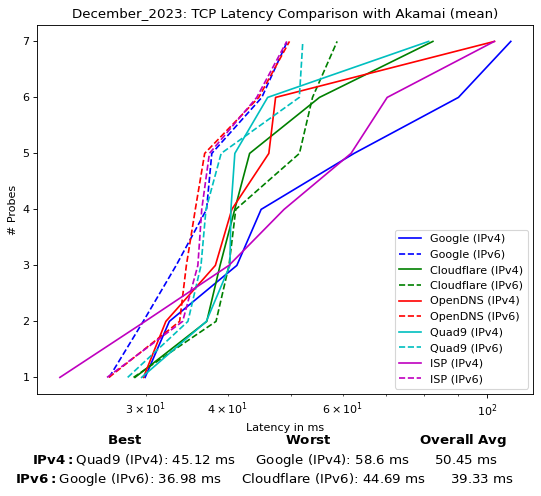 December_2023: TCP Latency Comparison with Akamai (mean)
7
6
5
4
3
2
1
# Probes
Google (IPv4)
Google (IPv6)
Cloudflare (IPv4)
Cloudflare (IPv6)
OpenDNS (IPv4)
OpenDNS (IPv6)
Quad9 (IPv4)
Quad9 (IPv6)
ISP (IPv4)
ISP (IPv6)
3 × 10¹ 4 × 10¹ 6 × 10¹ 10²
Latency in ms
Best Worst Overall Avg
IPv4: Quad9 (IPv4): 45.12 ms Google (IPv4): 58.6 ms 50.45 ms
IPv6: Google (IPv6): 36.98 ms Cloudflare (IPv6): 44.69 ms 39.33 ms